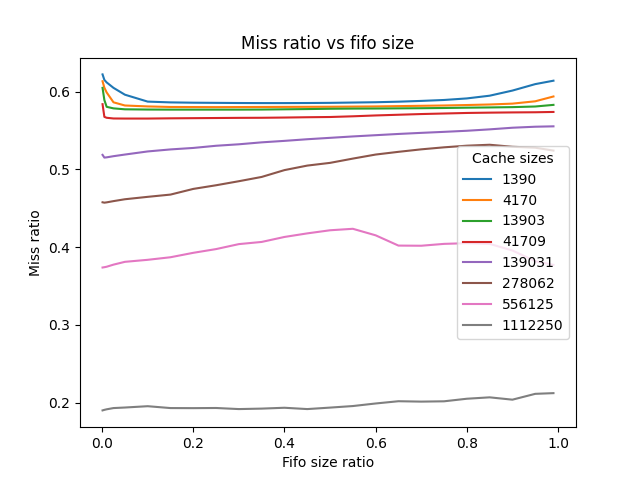 Miss ratio vs fifo size
Miss ratio
0.6
0.5
0.4
0.3
0.2
Cache sizes
1390
4170
13903
41709
139031
278062
556125
1112250
0.0 0.2 0.4 0.6 0.8 1.0
Fifo size ratio